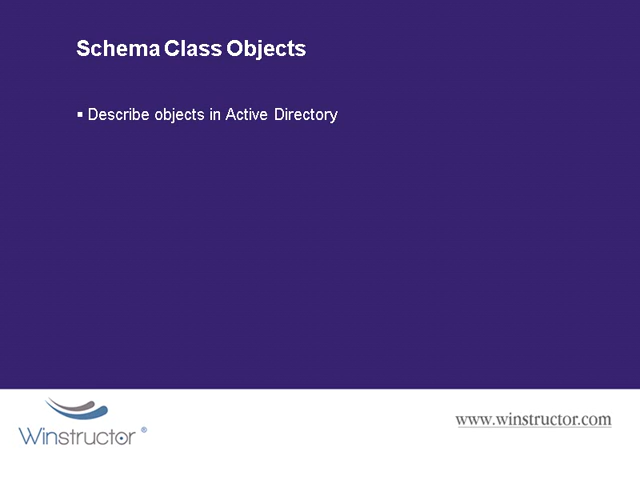 Schema Class Objects
▪ Describe objects in Active Directory
Winstructor ®
www.winstructor.com